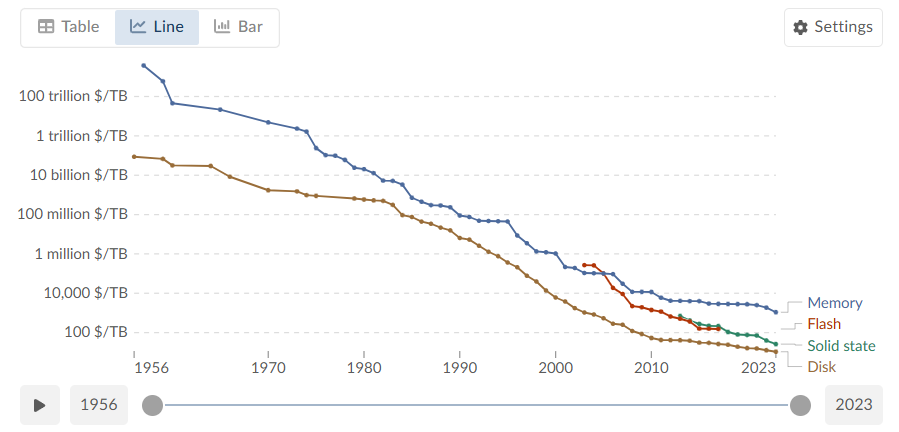 Table Line Bar Settings
100 trillion $/TB
1 trillion $/TB
10 billion $/TB
100 million $/TB
1 million $/TB
10,000 $/TB
100 $/TB
Memory
Flash
Solid state
Disk
1956 1970 1980 1990 2000 2010 2023
1956 2023